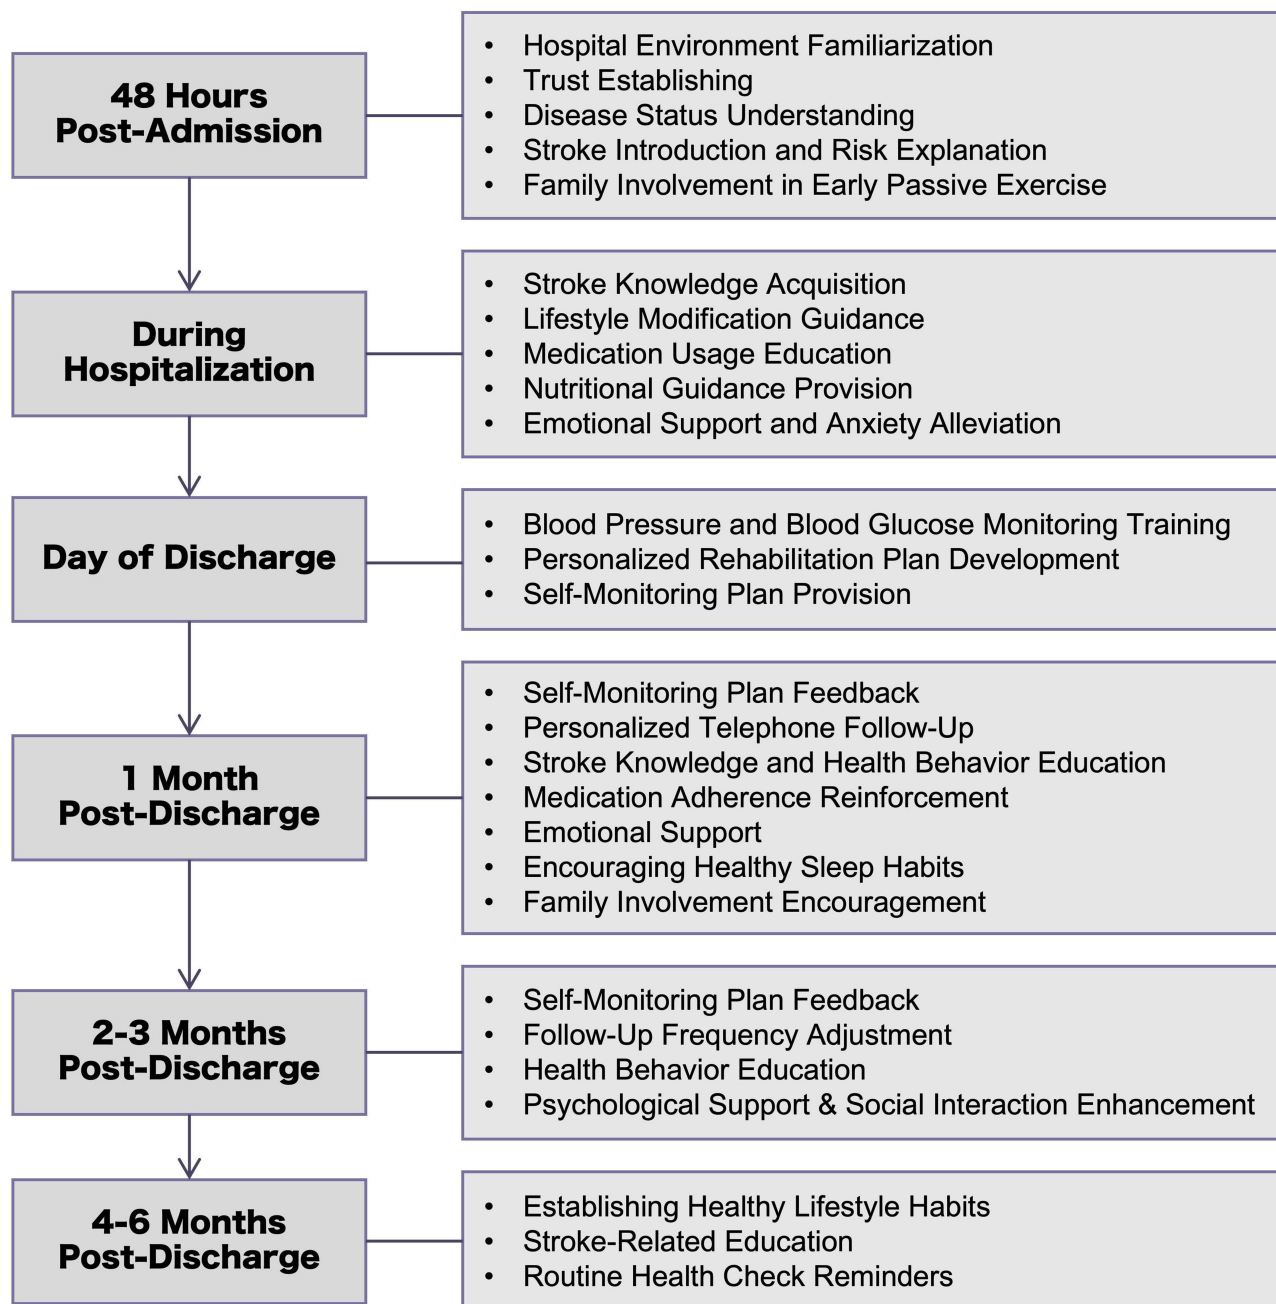 48 Hours
Post-Admission
• Hospital Environment Familiarization
• Trust Establishing
• Disease Status Understanding
• Stroke Introduction and Risk Explanation
• Family Involvement in Early Passive Exercise
During
Hospitalization
• Stroke Knowledge Acquisition
• Lifestyle Modification Guidance
• Medication Usage Education
• Nutritional Guidance Provision
• Emotional Support and Anxiety Alleviation
Day of Discharge
• Blood Pressure and Blood Glucose Monitoring Training
• Personalized Rehabilitation Plan Development
• Self-Monitoring Plan Provision
1 Month
Post-Discharge
• Self-Monitoring Plan Feedback
• Personalized Telephone Follow-Up
• Stroke Knowledge and Health Behavior Education
• Medication Adherence Reinforcement
• Emotional Support
• Encouraging Healthy Sleep Habits
• Family Involvement Encouragement
2-3 Months
Post-Discharge
• Self-Monitoring Plan Feedback
• Follow-Up Frequency Adjustment
• Health Behavior Education
• Psychological Support & Social Interaction Enhancement
4-6 Months
Post-Discharge
• Establishing Healthy Lifestyle Habits
• Stroke-Related Education
• Routine Health Check Reminders